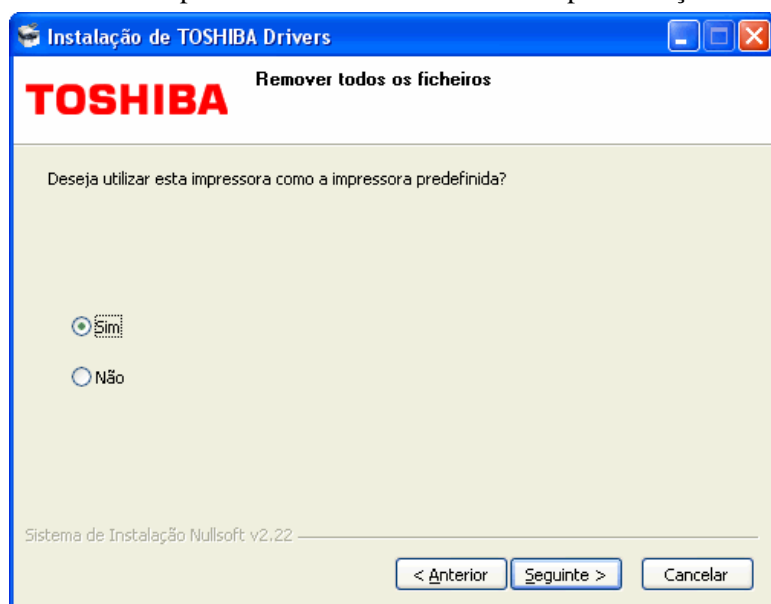 Instalação de TOSHIBA Drivers
TOSHIBA
Remover todos os ficheiros
Deseja utilizar esta impressora como a impressora predefinida?
Sim
Não
Sistema de Instalação Nullsoft v2.22
< Anterior
Seguinte >
Cancelar